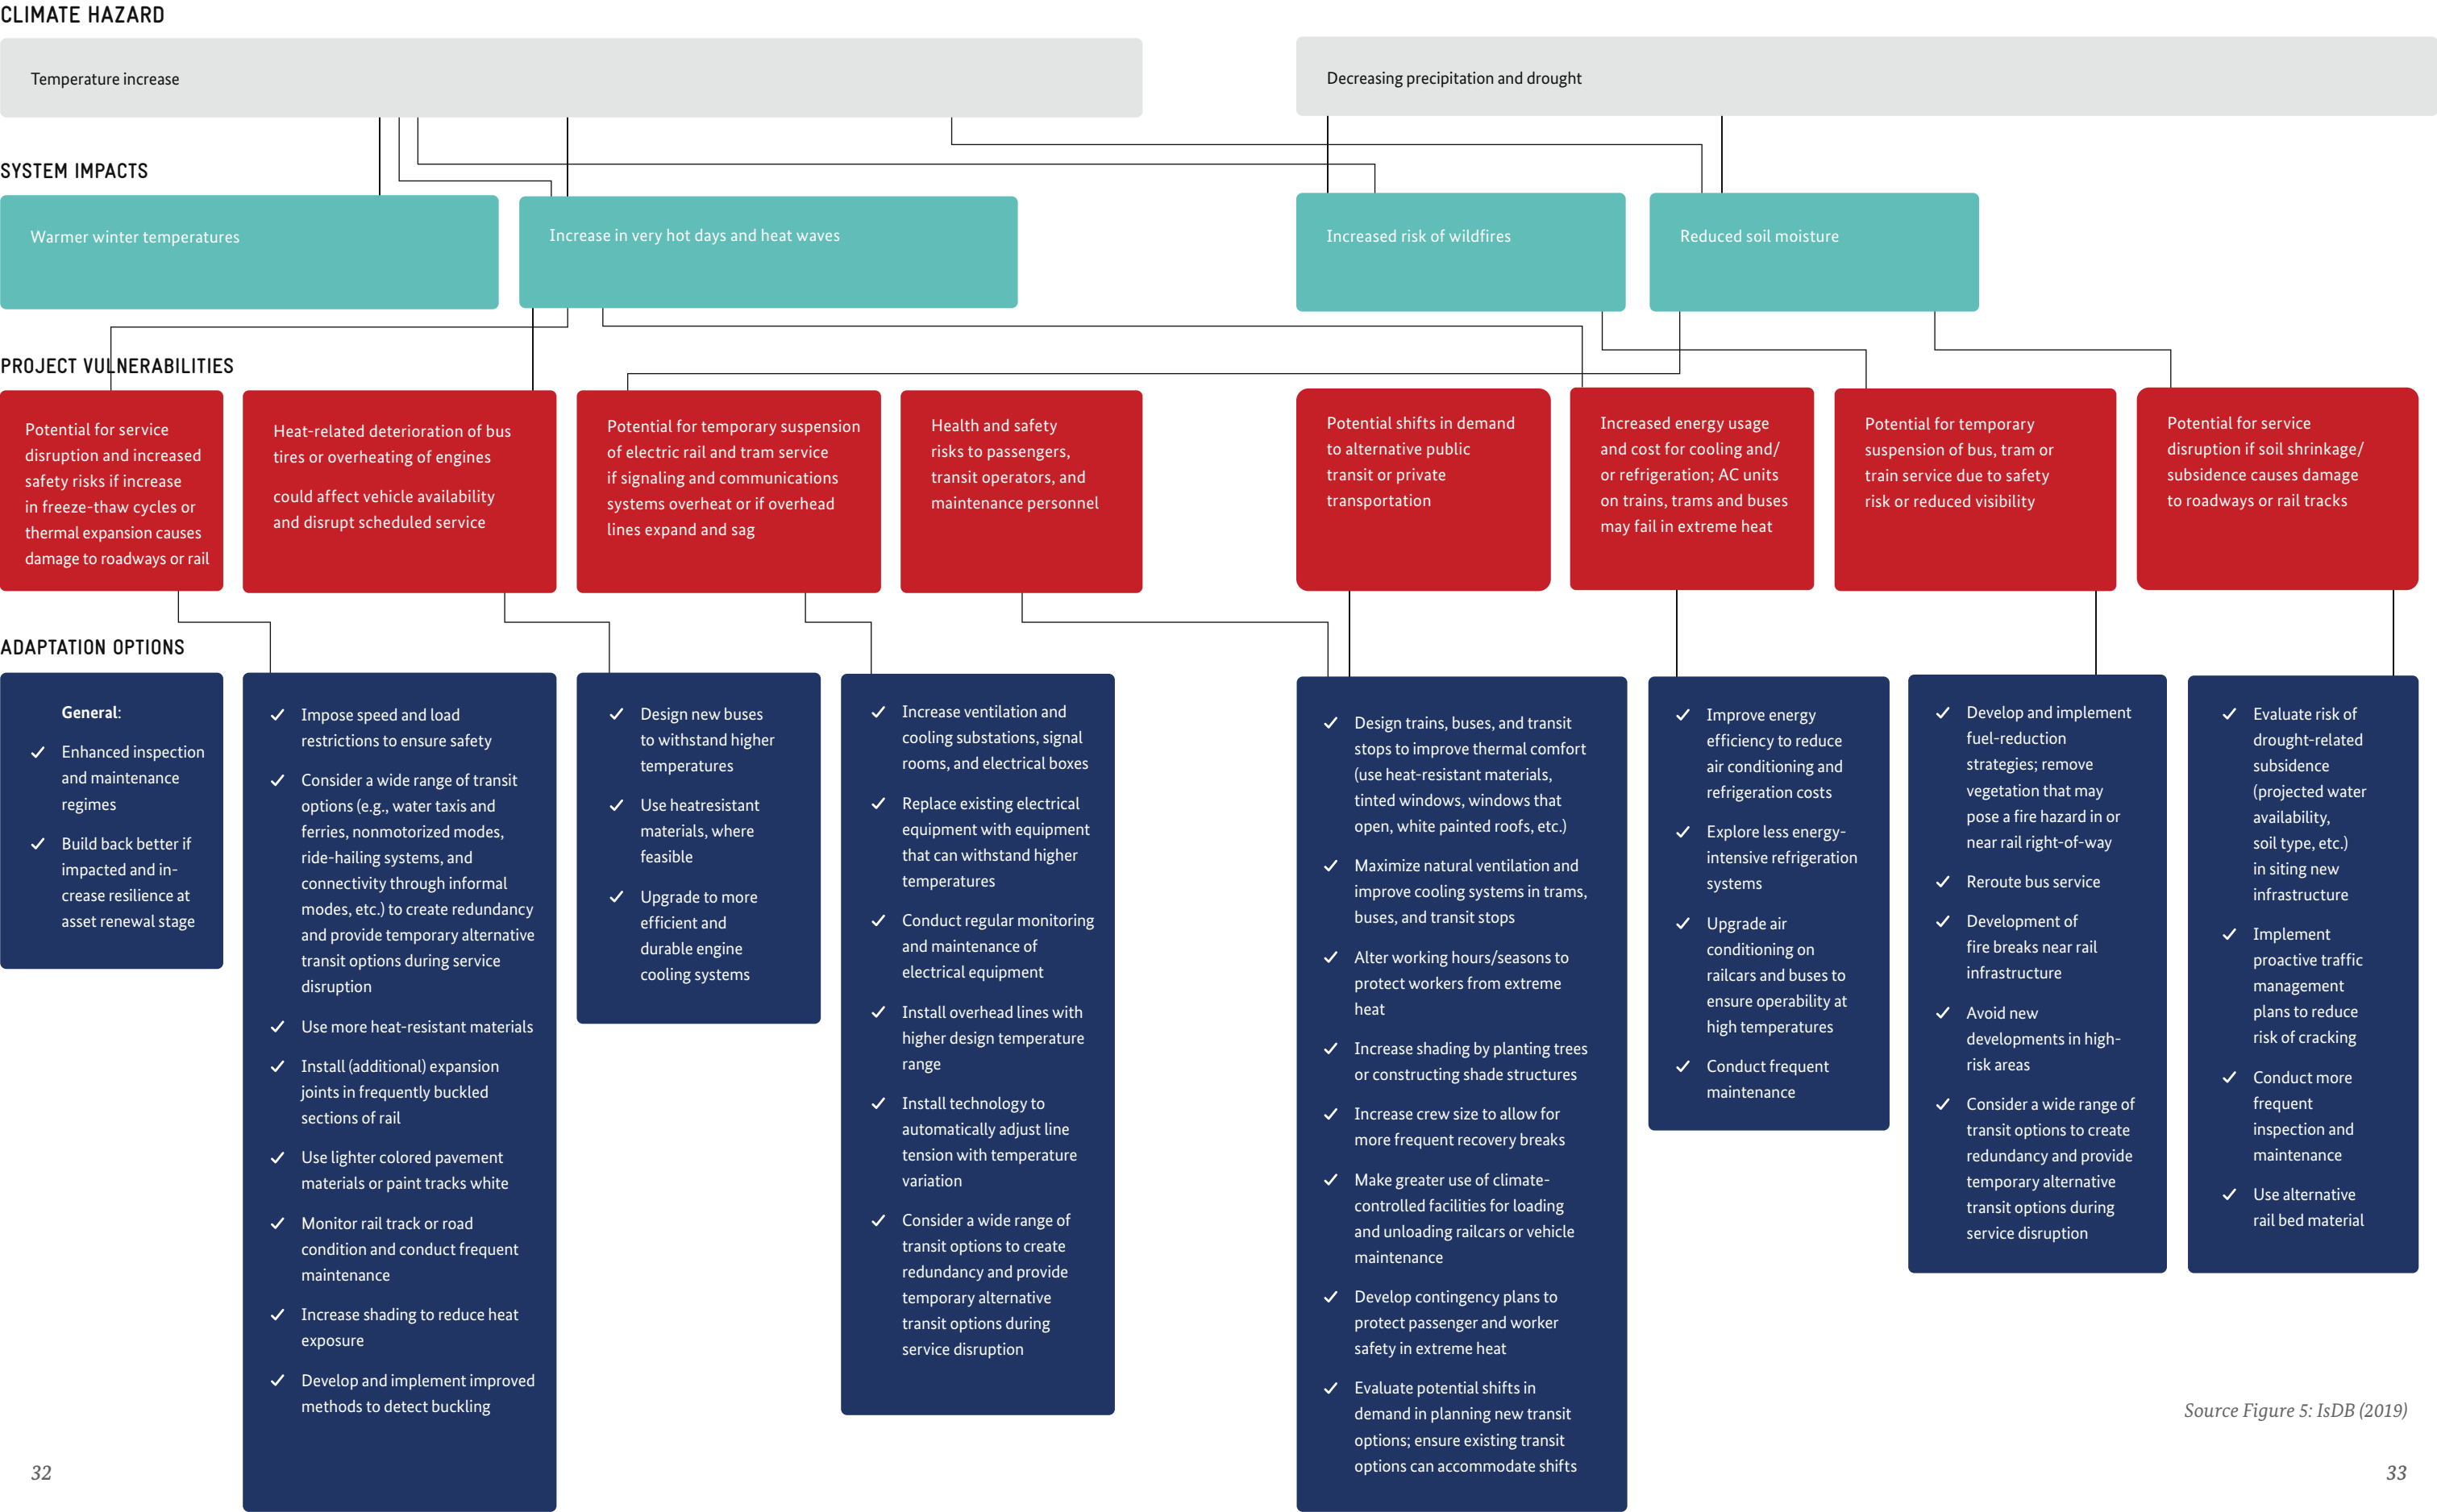 CLIMATE HAZARD
Temperature increase
Decreasing precipitation and drought
SYSTEM IMPACTS
Warmer winter temperatures
Increase in very hot days and heat waves
Increased risk of wildfires
Reduced soil moisture
PROJECT VULNERABILITIES
Potential for service
disruption and increased
safety risks if increase
in freeze-thaw cycles or
thermal expansion causes
damage to roadways or rail
Heat-related deterioration of bus
tires or overheating of engines
could affect vehicle availability
and disrupt scheduled service
Potential for temporary suspension
of electric rail and tram service
if signaling and communications
systems overheat or if overhead
lines expand and sag
Health and safety
risks to passengers,
transit operators, and
maintenance personnel
Potential shifts in demand
to alternative public
transit or private
transportation
Increased energy usage
and cost for cooling and/
or refrigeration; AC units
on trains, trams and buses
may fail in extreme heat
Potential for temporary
suspension of bus, tram or
train service due to safety
risk or reduced visibility
Potential for service
disruption if soil shrinkage/
subsidence causes damage
to roadways or rail tracks
ADAPTATION OPTIONS
General:
✓ Enhanced inspection
and maintenance
regimes
✓ Build back better if
impacted and in-
crease resilience at
asset renewal stage
✓ Impose speed and load
restrictions to ensure safety
✓ Consider a wide range of transit
options (e.g., water taxis and
ferries, nonmotorized modes,
ride-hailing systems, and
connectivity through informal
modes, etc.) to create redundancy
and provide temporary alternative
transit options during service
disruption
✓ Use more heat-resistant materials
✓ Install (additional) expansion
joints in frequently buckled
sections of rail
✓ Use lighter colored pavement
materials or paint tracks white
✓ Monitor rail track or road
condition and conduct frequent
maintenance
✓ Increase shading to reduce heat
exposure
✓ Develop and implement improved
methods to detect buckling
✓ Design new buses
to withstand higher
temperatures
✓ Use heatresistant
materials, where
feasible
✓ Upgrade to more
efficient and
durable engine
cooling systems
✓ Increase ventilation and
cooling substations, signal
rooms, and electrical boxes
✓ Replace existing electrical
equipment with equipment
that can withstand higher
temperatures
✓ Conduct regular monitoring
and maintenance of
electrical equipment
✓ Install overhead lines with
higher design temperature
range
✓ Install technology to
automatically adjust line
tension with temperature
variation
✓ Consider a wide range of
transit options to create
redundancy and provide
temporary alternative
transit options during
service disruption
✓ Design trains, buses, and transit
stops to improve thermal comfort
(use heat-resistant materials,
tinted windows, windows that
open, white painted roofs, etc.)
✓ Maximize natural ventilation and
improve cooling systems in trams,
buses, and transit stops
✓ Alter working hours/seasons to
protect workers from extreme
heat
✓ Increase shading by planting trees
or constructing shade structures
✓ Increase crew size to allow for
more frequent recovery breaks
✓ Make greater use of climate-
controlled facilities for loading
and unloading railcars or vehicle
maintenance
✓ Develop contingency plans to
protect passenger and worker
safety in extreme heat
✓ Evaluate potential shifts in
demand in planning new transit
options; ensure existing transit
options can accommodate shifts
✓ Improve energy
efficiency to reduce
air conditioning and
refrigeration costs
✓ Explore less energy-
intensive refrigeration
systems
✓ Upgrade air
conditioning on
railcars and buses to
ensure operability at
high temperatures
✓ Conduct frequent
maintenance
✓ Develop and implement
fuel-reduction
strategies; remove
vegetation that may
pose a fire hazard in or
near rail right-of-way
✓ Reroute bus service
✓ Development of
fire breaks near rail
infrastructure
✓ Avoid new
developments in high-
risk areas
✓ Consider a wide range of
transit options to create
redundancy and provide
temporary alternative
transit options during
service disruption
✓ Evaluate risk of
drought-related
subsidence
(projected water
availability,
soil type, etc.)
in siting new
infrastructure
✓ Implement
proactive traffic
management
plans to reduce
risk of cracking
✓ Conduct more
frequent
inspection and
maintenance
✓ Use alternative
rail bed material
Source Figure 5: IsDB (2019)
32
33